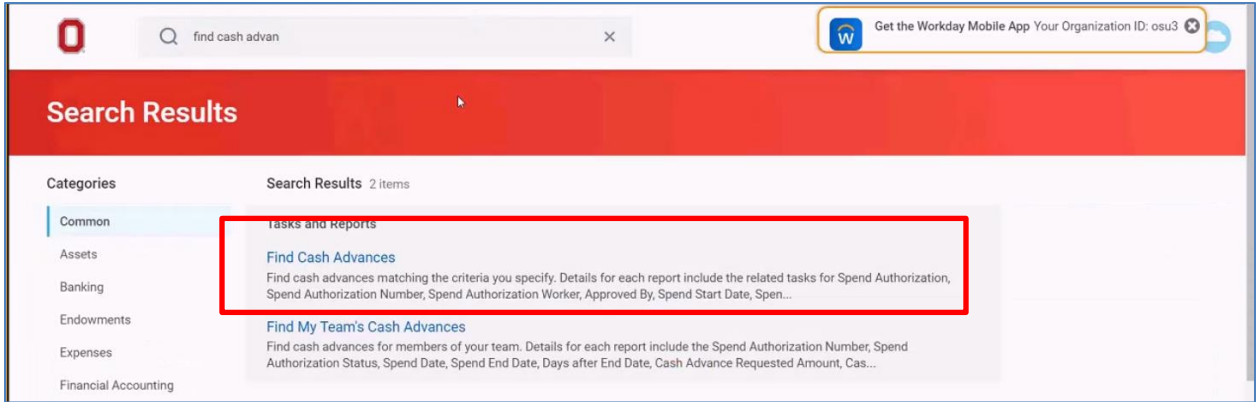 find cash advan
Get the Workday Mobile App Your Organization ID: osu3
Search Results
Categories
Common
Assets
Banking
Endowments
Expenses
Financial Accounting
Search Results 2 items
Tasks and Reports
Find Cash Advances
Find cash advances matching the criteria you specify. Details for each report include the related tasks for Spend Authorization,
Spend Authorization Number, Spend Authorization Worker, Approved By, Spend Start Date, Spen...
Find My Team's Cash Advances
Find cash advances for members of your team. Details for each report include the Spend Authorization Number, Spend
Authorization Status, Spend Date, Spend End Date, Days after End Date, Cash Advance Requested Amount, Cas...